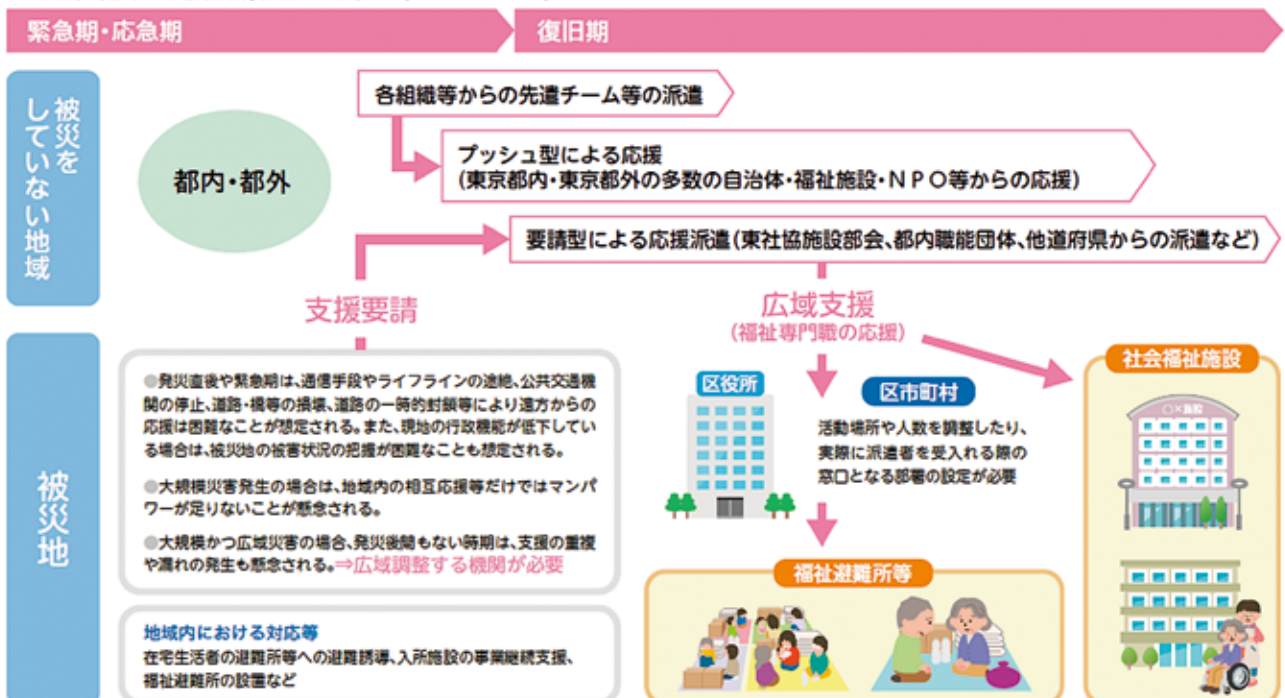 緊急期・応急期
復旧期
被災を
していない地域
都内・都外
各組織等からの先遣チーム等の派遣
プッシュ型による応援
(東京都内・東京都外の多数の自治体・福祉施設・NPO等からの応援)
要請型による応援派遣(東社協施設部会、都内職能団体、他道府県からの派遣など)
支援要請
広域支援
(福祉専門職の応援)
被災地
●発災直後や緊急期は、通信手段やライフラインの途絶、公共交通機
関の停止、道路・橋等の損壊、道路の一時的封鎖等により遠方からの
応援は困難なことが想定される。また、現地の行政機能が低下してい
る場合は、被災地の被害状況の把握が困難なことも想定される。
●大規模災害発生の場合は、地域内の相互応援等だけではマンパ
ワーが足りないことが懸念される。
●大規模かつ広域災害の場合、発災後間もない時期は、支援の重複
や漏れの発生も懸念される。⇒広域調整する機関が必要
地域内における対応等
在宅生活者の避難所等への避難誘導、入所施設の事業継続支援、
福祉避難所の設置など
区役所
区市町村
活動場所や人数を調整したり、
実際に派遣者を受入れる際の
窓口となる部署の設定が必要
福祉避難所等
社会福祉施設
○×施設